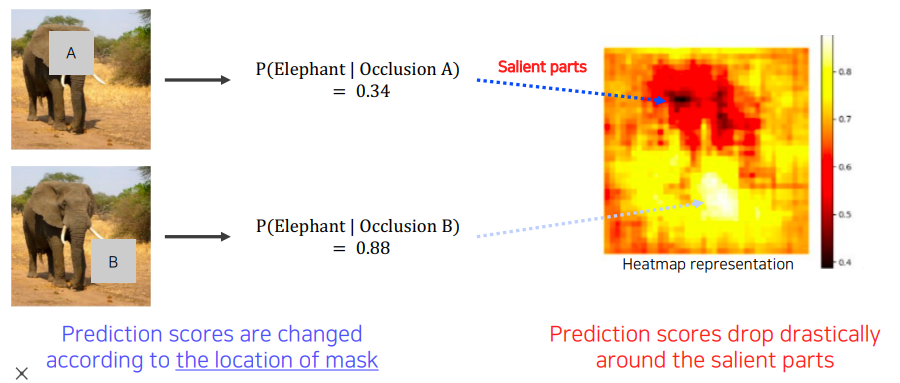 A
P(Elephant | Occlusion A)
= 0.34
Salient parts
0.8
0.7
0.6
0.5
0.4
B
P(Elephant | Occlusion B)
= 0.88
Heatmap representation
Prediction scores are changed
according to the location of mask
Prediction scores drop drastically
around the salient parts